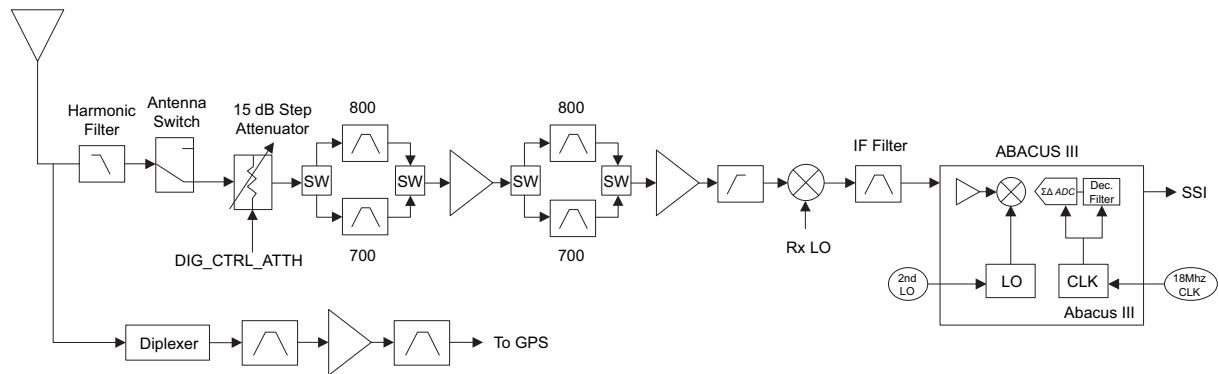 Harmonic
Filter
Antenna
Switch
15 dB Step
Attenuator
800
800
IF Filter
ABACUS III
SW
SW
SW
SW
ΣΔ ADC
Dec.
Filter
SSI
700
700
Rx LO
DIG_CTRL_ATTH
2nd
LO
LO
CLK
18Mhz
CLK
Abacus III
Diplexer
To GPS